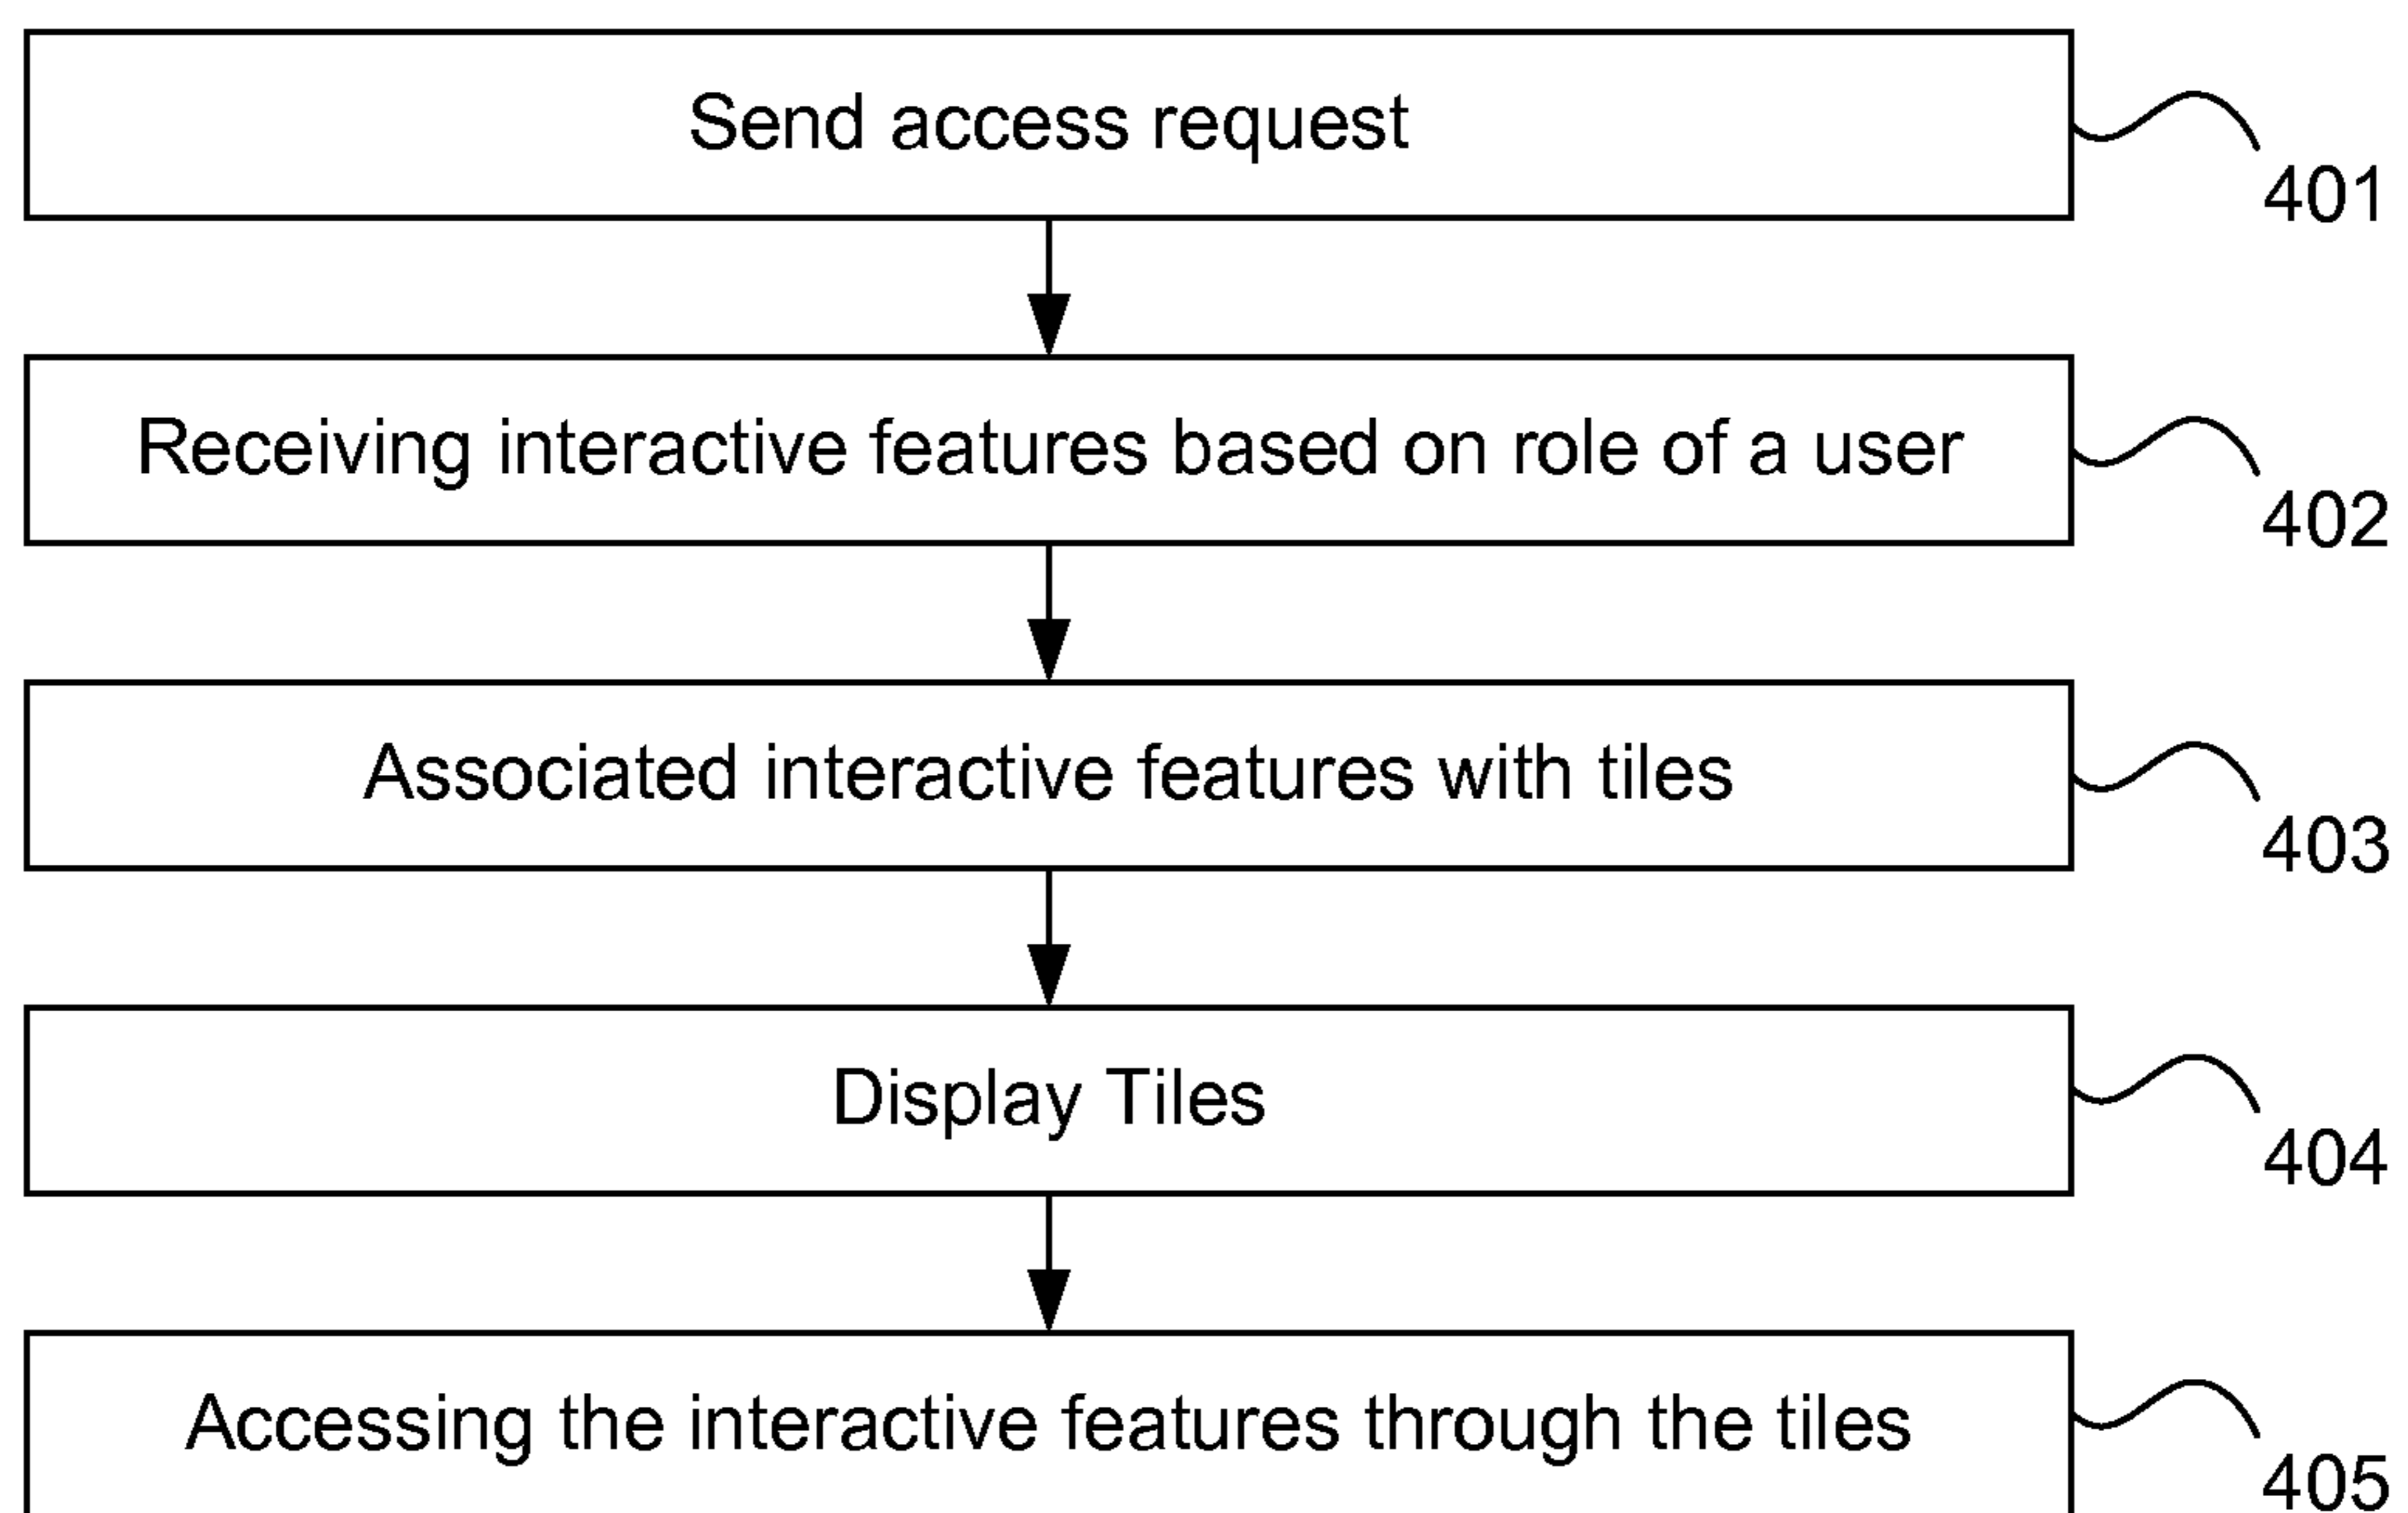 Send access request
401
Receiving interactive features based on role of a user
402
Associated interactive features with tiles
403
Display Tiles
404
Accessing the interactive features through the tiles
405